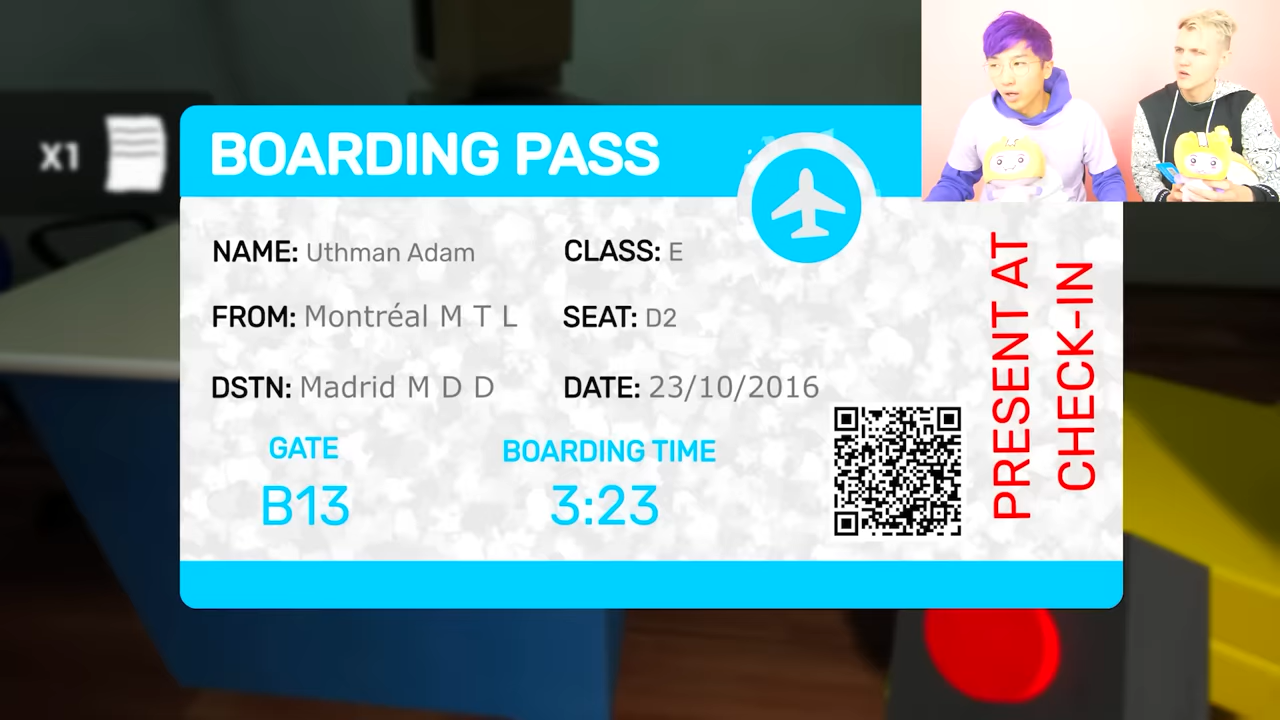 X1
BOARDING PASS
NAME: Uthman Adam
CLASS: E
FROM: Montréal M T L
SEAT: D2
DSTN: Madrid M D D
DATE: 23/10/2016
GATE
B13
BOARDING TIME
3:23
PRESENT AT
CHECK-IN